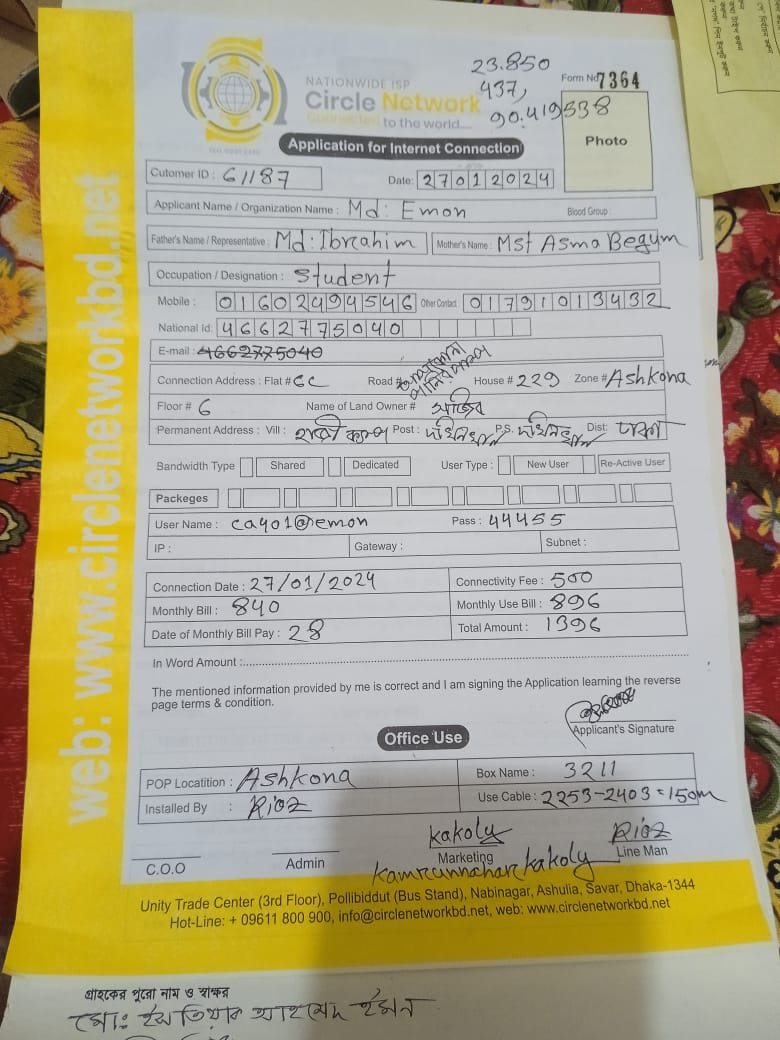 23.850
437,
90.419538
NATIONWIDE ISP
Circle Network
Connected to the world....
Form No 7364
Photo
Application for Internet Connection
Cutomer ID : 61187 Date: 27012024
Applicant Name / Organization Name : Md: Emon Blood Group :
Father's Name / Representative : Md: Ibrahim Mother's Name : Mst Asma Begum
Occupation / Designation : Student
Mobile : 01602494546 Other Contact : 01791013432
National Id: 4662775040
E-mail : 4662775040
Connection Address : Flat # 6C Road # House # 229 Zone # Ashkona
Floor # 6 Name of Land Owner #
Permanent Address : Vill : Post : P.S. Dist: ঢাকা
Bandwidth Type Shared Dedicated User Type : New User Re-Active User
Packeges
User Name : ca401@emon Pass : 44455
IP : Gateway : Subnet :
Connection Date : 27/01/2024 Connectivity Fee : 500
Monthly Bill : 840 Monthly Use Bill : 896
Date of Monthly Bill Pay : 28 Total Amount : 1396
In Word Amount :
The mentioned information provided by me is correct and I am signing the Application learning the reverse
page terms & condition.
Applicant's Signature
Office Use
POP Locatition : Ashkona Box Name : 3211
Installed By : Rioz Use Cable : 2253-2403=150m
kakoly Rioz
C.O.O Admin Marketing Line Man
Kamrunnahar kakoly
Unity Trade Center (3rd Floor), Pollibiddut (Bus Stand), Nabinagar, Ashulia, Savar, Dhaka-1344
Hot-Line: + 09611 800 900, info@circlenetworkbd.net, web: www.circlenetworkbd.net
web: www.circlenetworkbd.net
গ্রাহকের পুরো নাম ও স্বাক্ষর
মোঃ ইমতিয়াক আহমেদ ইমন